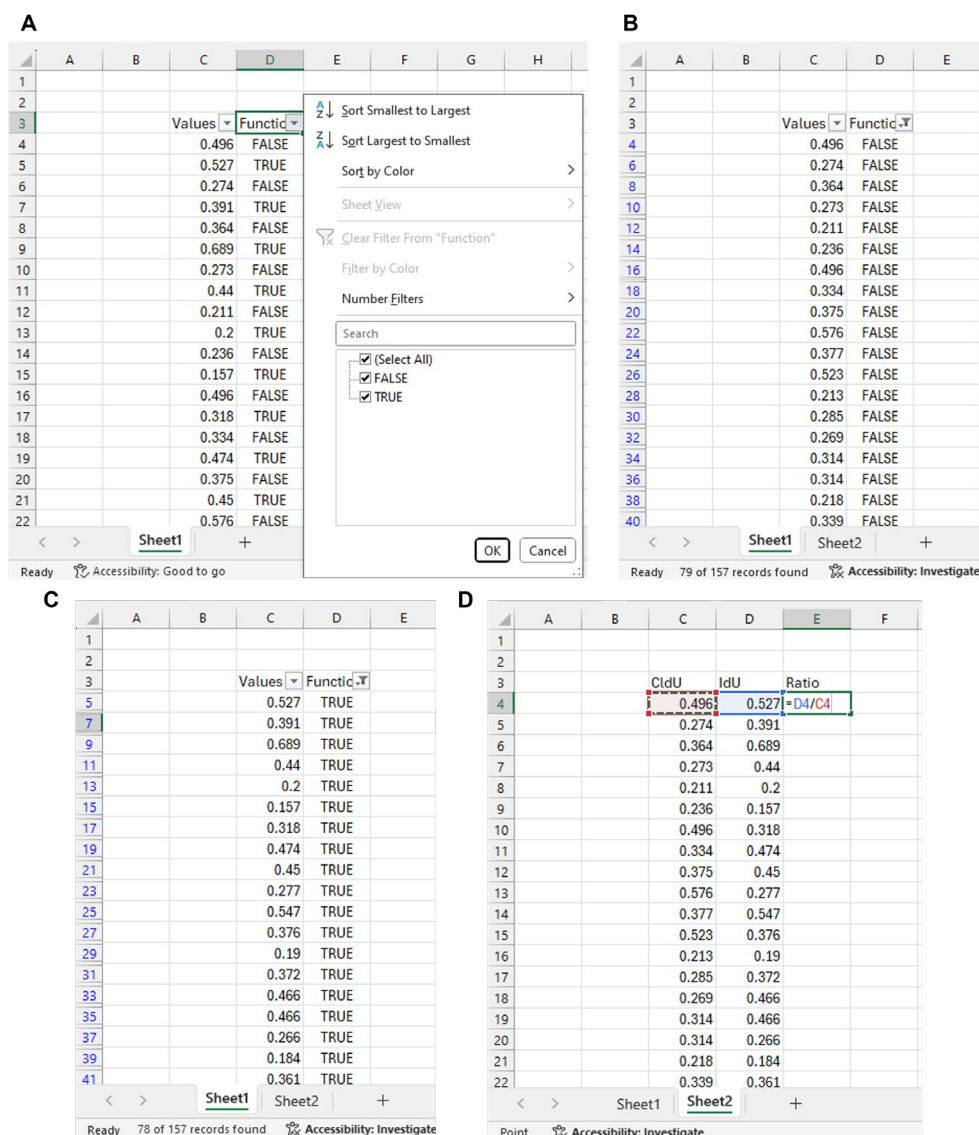 A
A B C D E F G H
1
2
3 Values Functic
4 0.496 FALSE
5 0.527 TRUE
6 0.274 FALSE
7 0.391 TRUE
8 0.364 FALSE
9 0.689 TRUE
10 0.273 FALSE
11 0.44 TRUE
12 0.211 FALSE
13 0.2 TRUE
14 0.236 FALSE
15 0.157 TRUE
16 0.496 FALSE
17 0.318 TRUE
18 0.334 FALSE
19 0.474 TRUE
20 0.375 FALSE
21 0.45 TRUE
22 0.576 FALSE
Sort Smallest to Largest
Sort Largest to Smallest
Sort by Color
Sheet View
Clear Filter From "Function"
Filter by Color
Number Filters
Search
(Select All)
FALSE
TRUE
OK Cancel
Sheet1 +
Ready Accessibility: Good to go
B
A B C D E
1
2
3 Values Functic
4 0.496 FALSE
6 0.274 FALSE
8 0.364 FALSE
10 0.273 FALSE
12 0.211 FALSE
14 0.236 FALSE
16 0.496 FALSE
18 0.334 FALSE
20 0.375 FALSE
22 0.576 FALSE
24 0.377 FALSE
26 0.523 FALSE
28 0.213 FALSE
30 0.285 FALSE
32 0.269 FALSE
34 0.314 FALSE
36 0.314 FALSE
38 0.218 FALSE
40 0.339 FALSE
Sheet1 Sheet2 +
Ready 79 of 157 records found Accessibility: Investigate
C
A B C D E
1
2
3 Values Functic
5 0.527 TRUE
7 0.391 TRUE
9 0.689 TRUE
11 0.44 TRUE
13 0.2 TRUE
15 0.157 TRUE
17 0.318 TRUE
19 0.474 TRUE
21 0.45 TRUE
23 0.277 TRUE
25 0.547 TRUE
27 0.376 TRUE
29 0.19 TRUE
31 0.372 TRUE
33 0.466 TRUE
35 0.466 TRUE
37 0.266 TRUE
39 0.184 TRUE
41 0.361 TRUE
Sheet1 Sheet2 +
Ready 78 of 157 records found Accessibility: Investigate
D
A B C D E F
1
2
3 CldU IdU Ratio
4 0.496 0.527 =D4/C4
5 0.274 0.391
6 0.364 0.689
7 0.273 0.44
8 0.211 0.2
9 0.236 0.157
10 0.496 0.318
11 0.334 0.474
12 0.375 0.45
13 0.576 0.277
14 0.377 0.547
15 0.523 0.376
16 0.213 0.19
17 0.285 0.372
18 0.269 0.466
19 0.314 0.466
20 0.314 0.266
21 0.218 0.184
22 0.339 0.361
Sheet1 Sheet2 +
Point Accessibility: Investigate